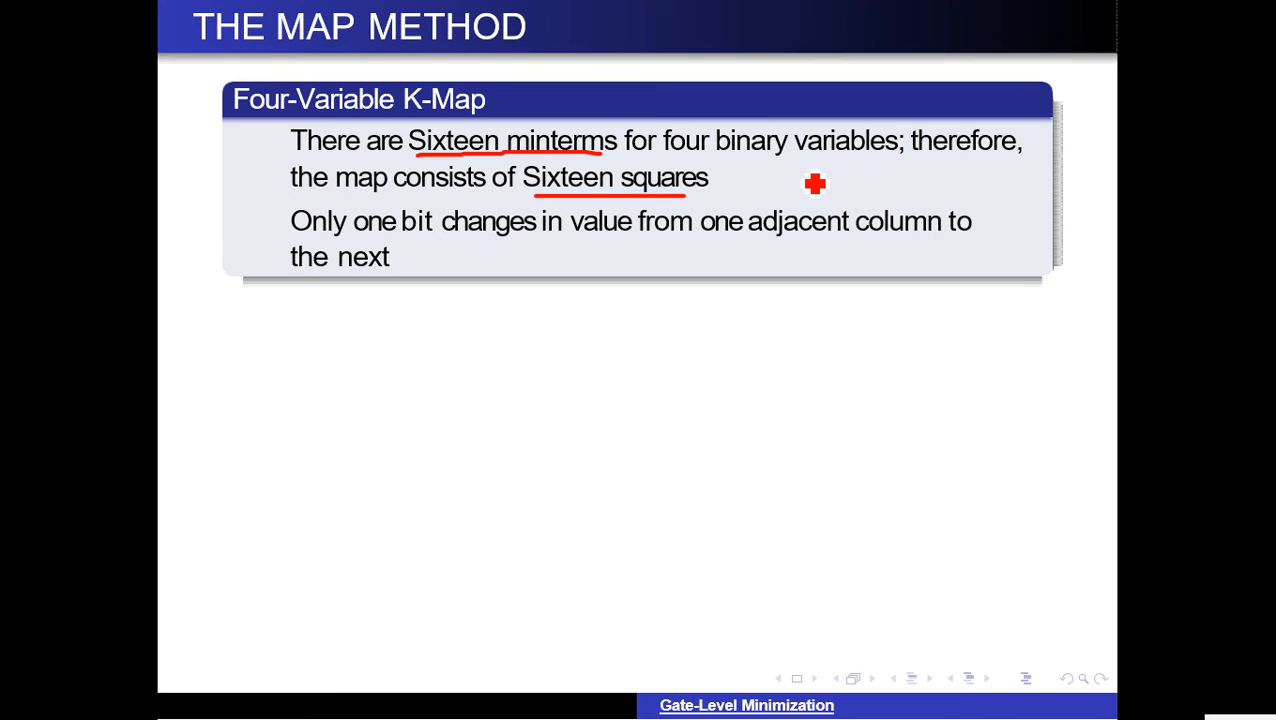 THE MAP METHOD
Four-Variable K-Map
There are Sixteen minterms for four binary variables; therefore,
the map consists of Sixteen squares
Only one bit changes in value from one adjacent column to
the next
Gate-Level Minimization